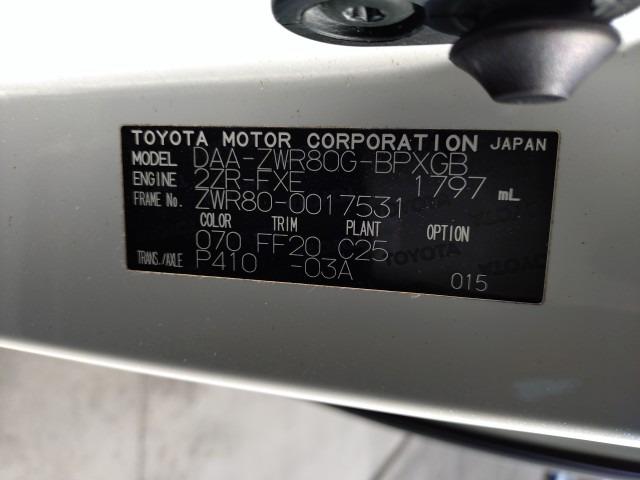 TOYOTA MOTOR CORPORATION JAPAN
MODEL DAA-ZWR80G-BPXGB
ENGINE 2ZR-FXE 1797 mL
FRAME No. ZWR80-0017531
COLOR TRIM PLANT OPTION
070 FF20 C25
TRANS./AXLE P410 -03A 015